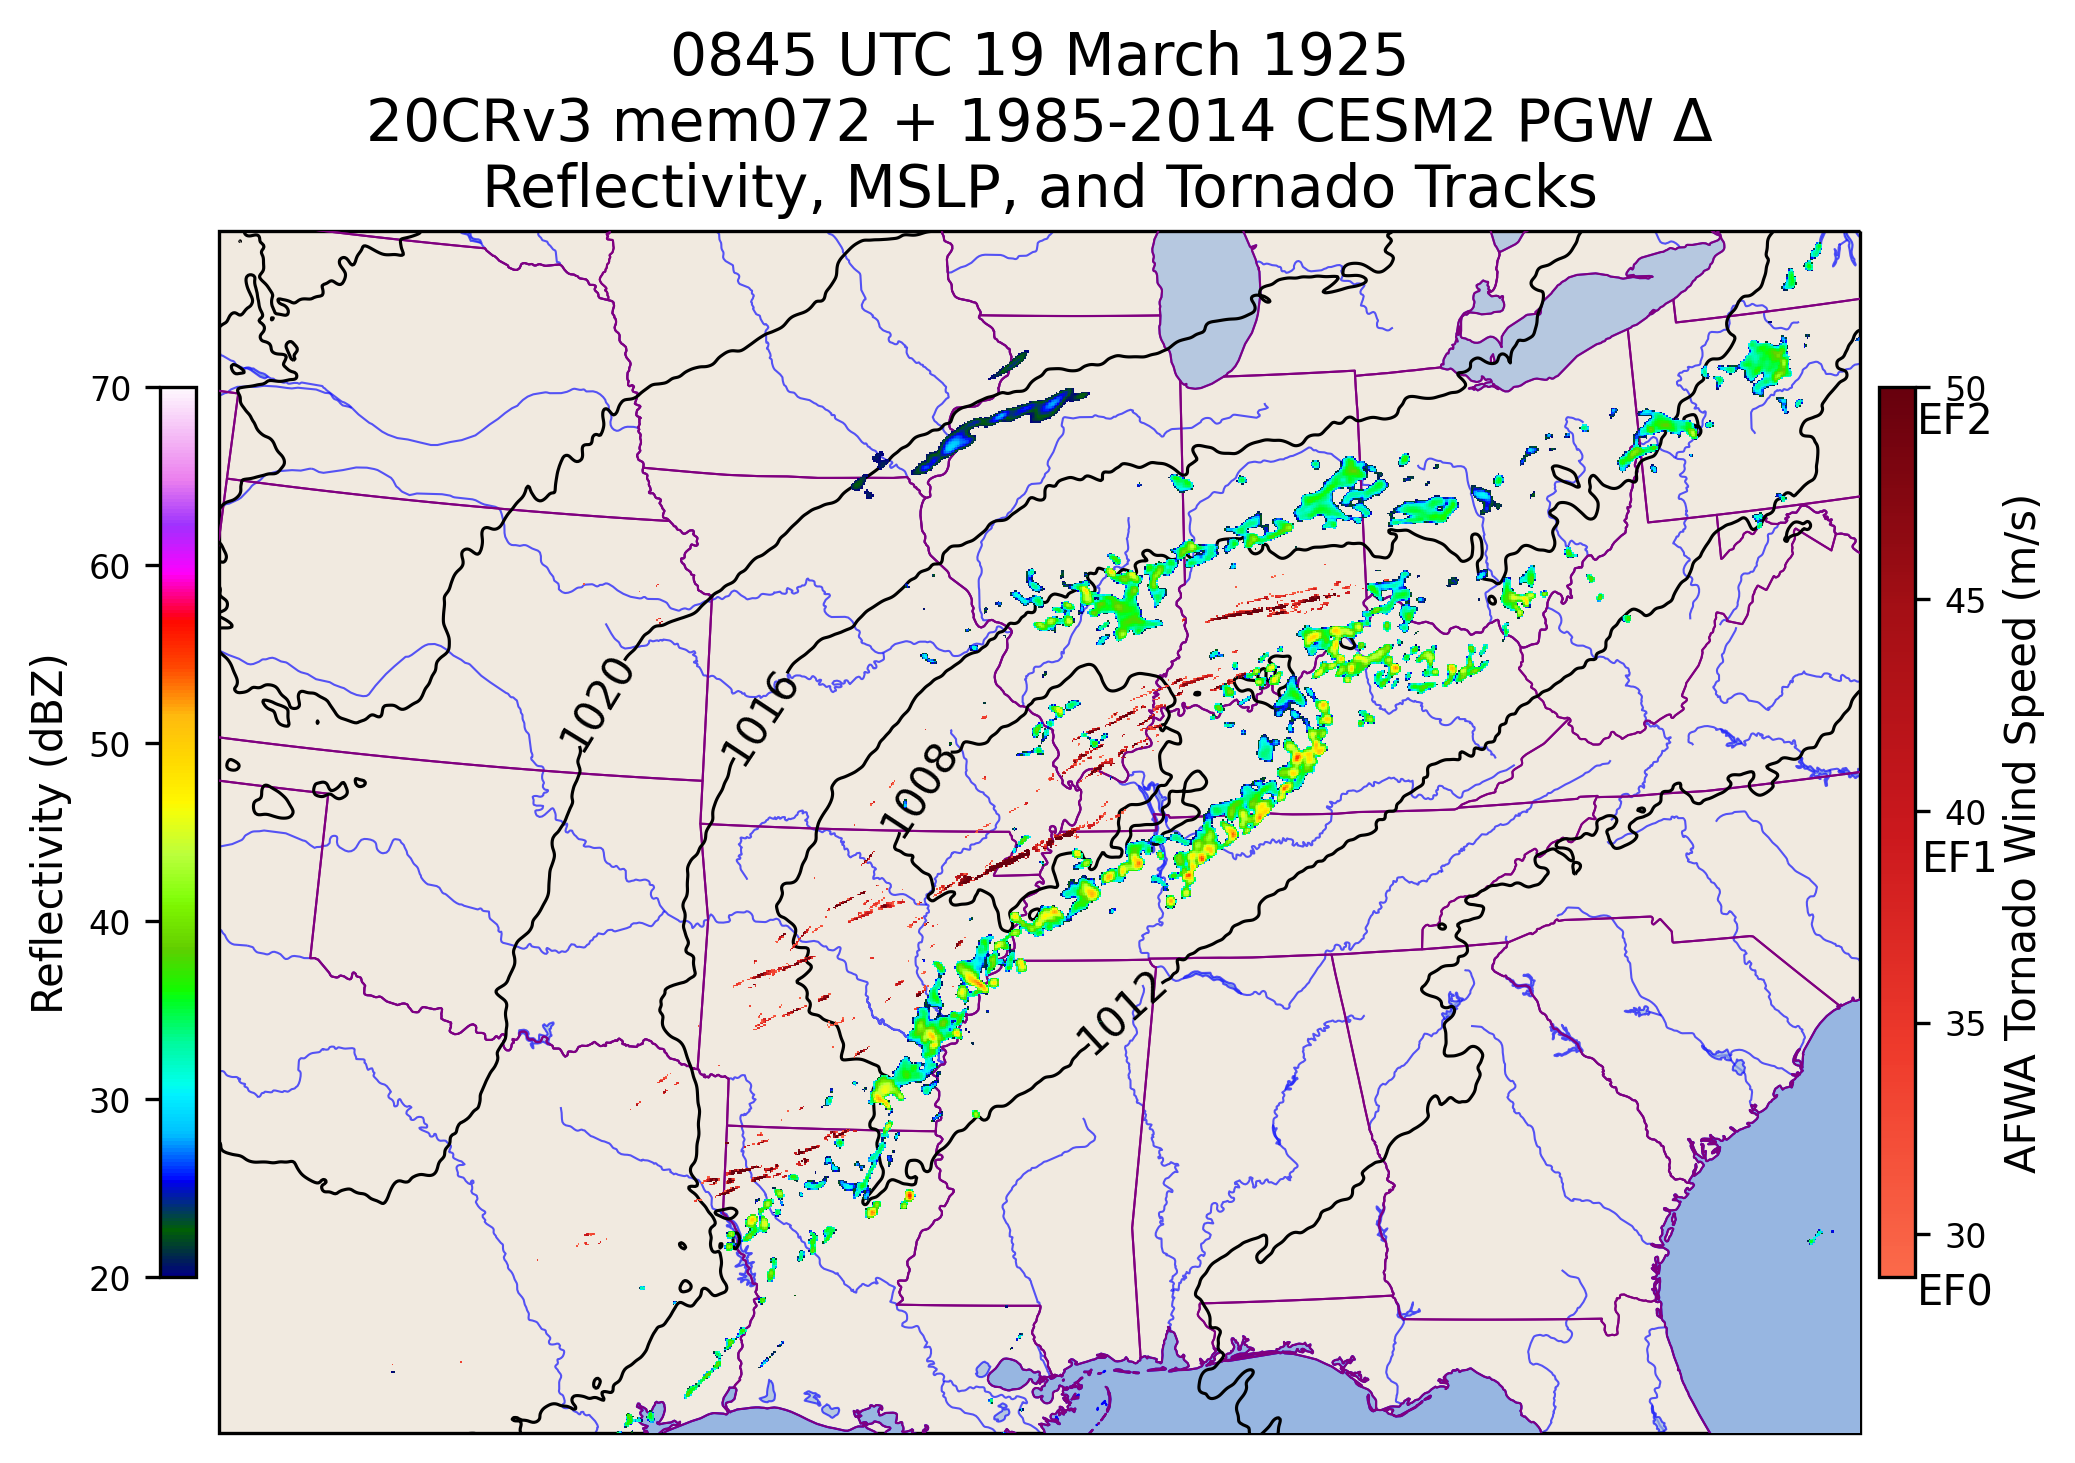 0845 UTC 19 March 1925
20CRv3 mem072 + 1985-2014 CESM2 PGW Δ
Reflectivity, MSLP, and Tornado Tracks
Reflectivity (dBZ)
70
60
50
40
30
20
1020
1016
1008
1012
50
EF2
45
40
EF1
35
30
EF0
AFWA Tornado Wind Speed (m/s)